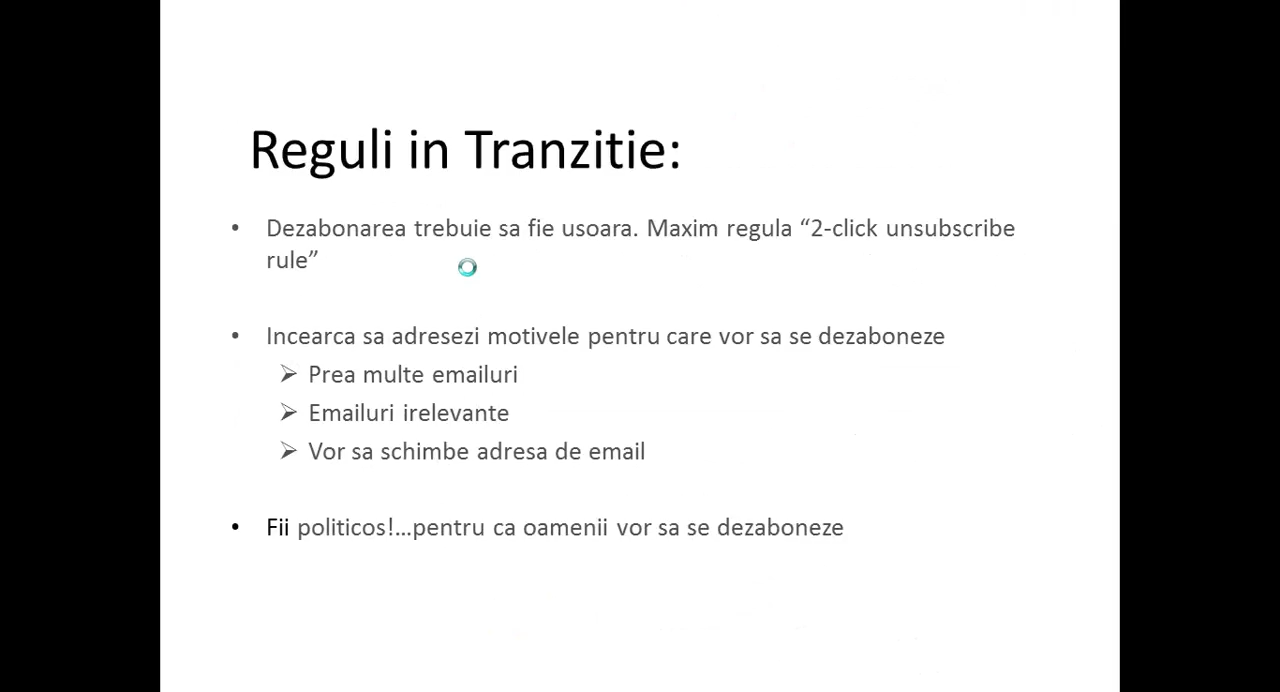 Reguli in Tranzitie:
• Dezabonarea trebuie sa fie usoara. Maxim regula “2-click unsubscribe
rule”
• Incearca sa adresezi motivele pentru care vor sa se dezaboneze
➢ Prea multe emailuri
➢ Emailuri irelevante
➢ Vor sa schimbe adresa de email
• Fii politicos!…pentru ca oamenii vor sa se dezaboneze